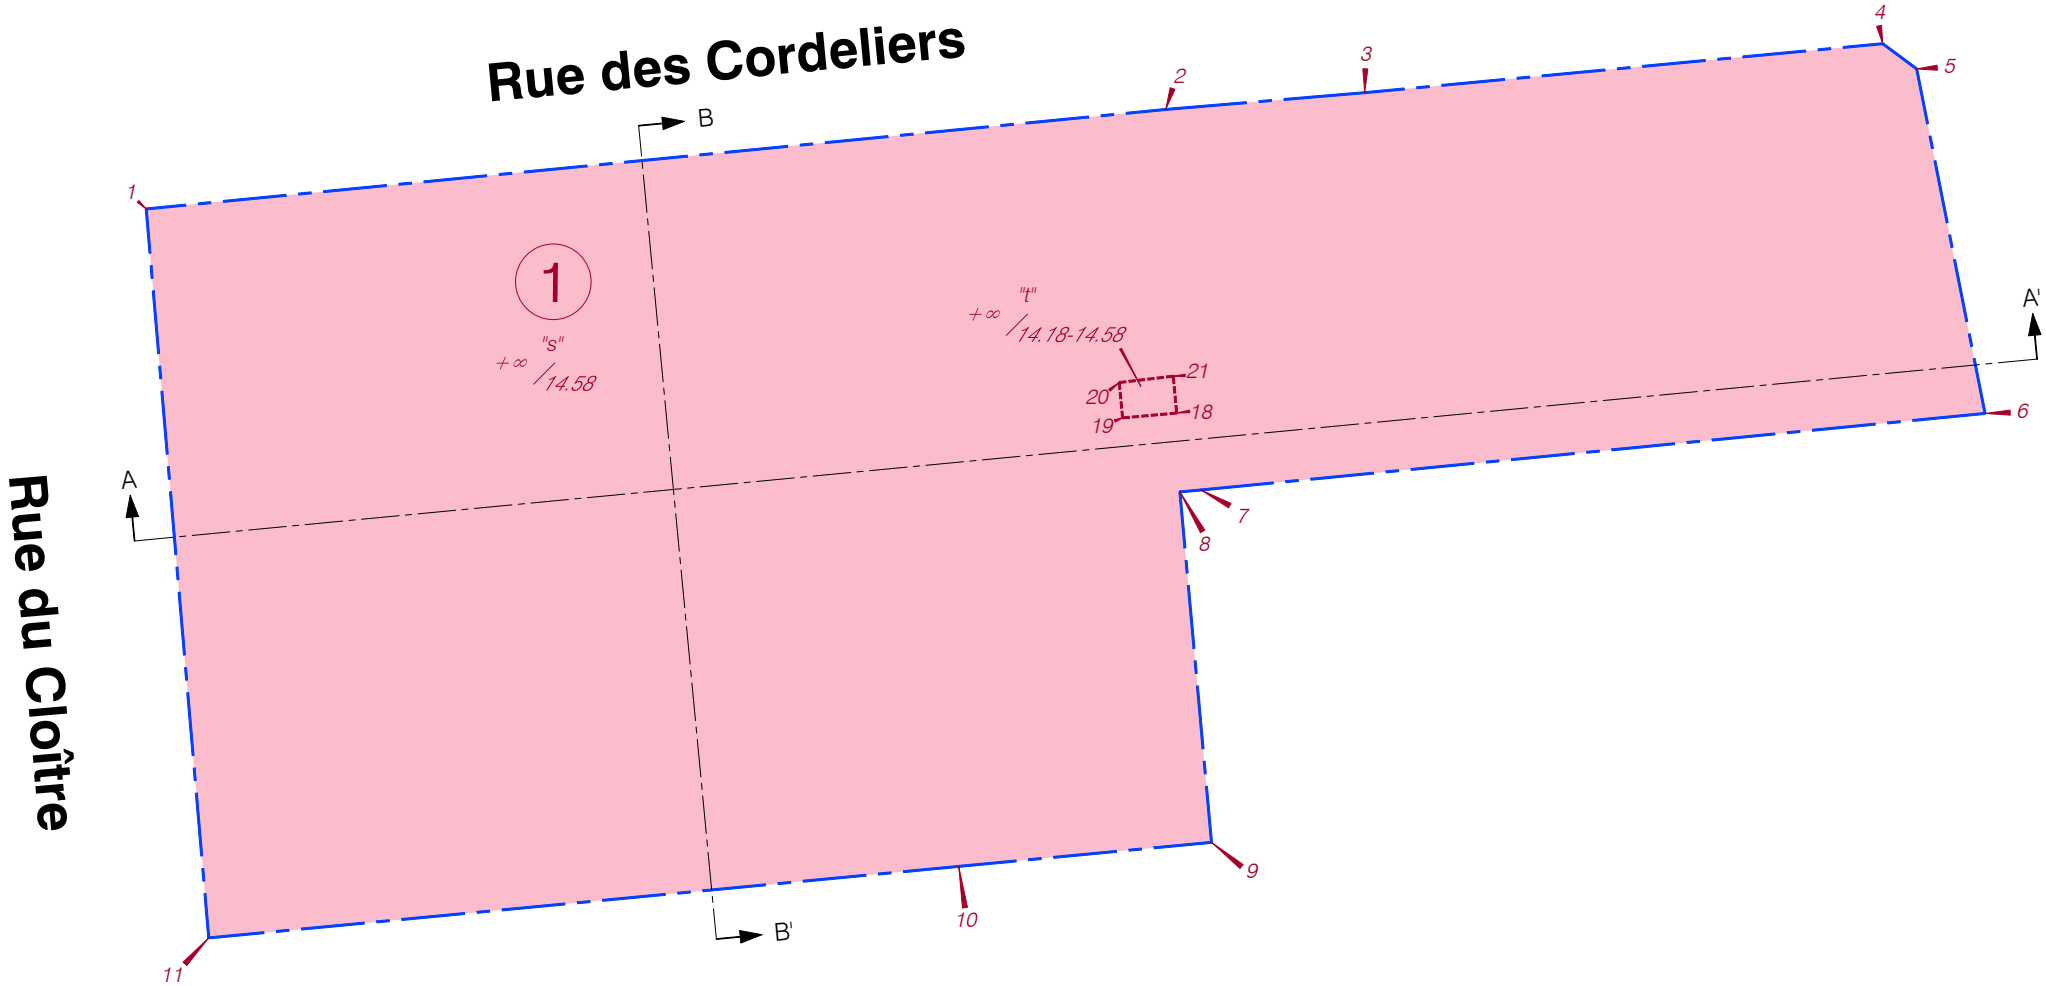 Rue des Cordeliers
4
3
5
2
B
1
1
"t"
+∞/14.18-14.58
A'
"s"
+∞/14.58
21
20
18
6
19
A
7
8
Rue du Cloître
9
10
B'
11